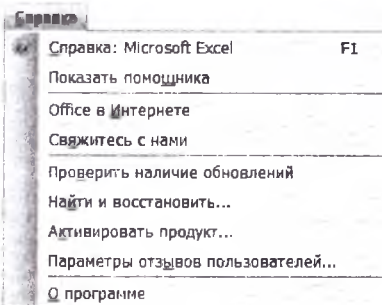 Справка
Справка: Microsoft Excel F1
Показать помощника
Office в Интернете
Свяжитесь с нами
Проверить наличие обновлений
Найти и восстановить...
Активировать продукт...
Параметры отзывов пользователей...
О программе